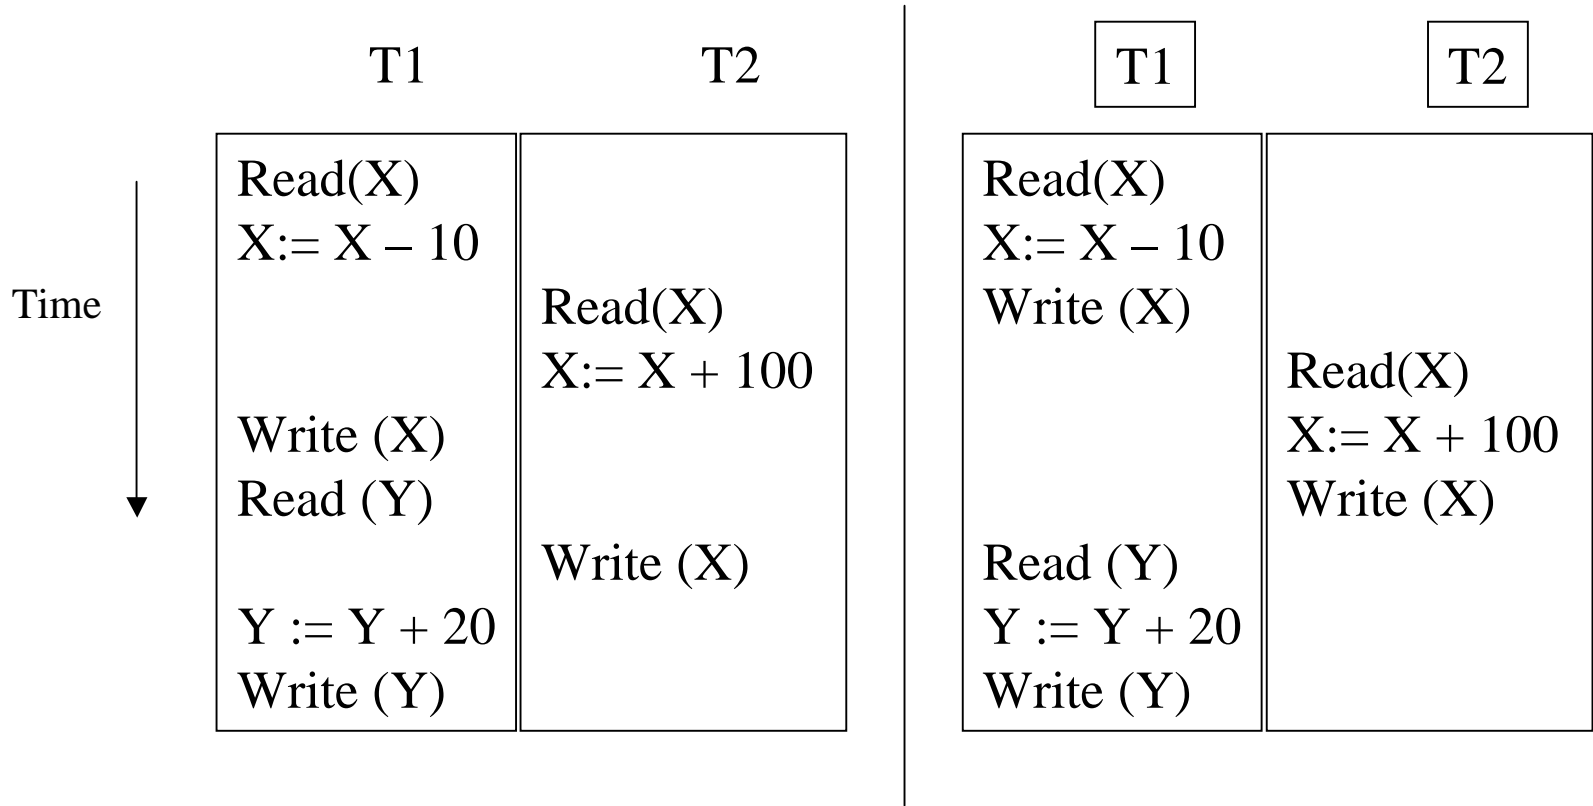 T1
T2
Time
Read(X)
X:= X – 10
Read(X)
X:= X + 100
Write (X)
Read (Y)
Write (X)
Y := Y + 20
Write (Y)
T1
T2
Read(X)
X:= X – 10
Write (X)
Read(X)
X:= X + 100
Write (X)
Read (Y)
Y := Y + 20
Write (Y)